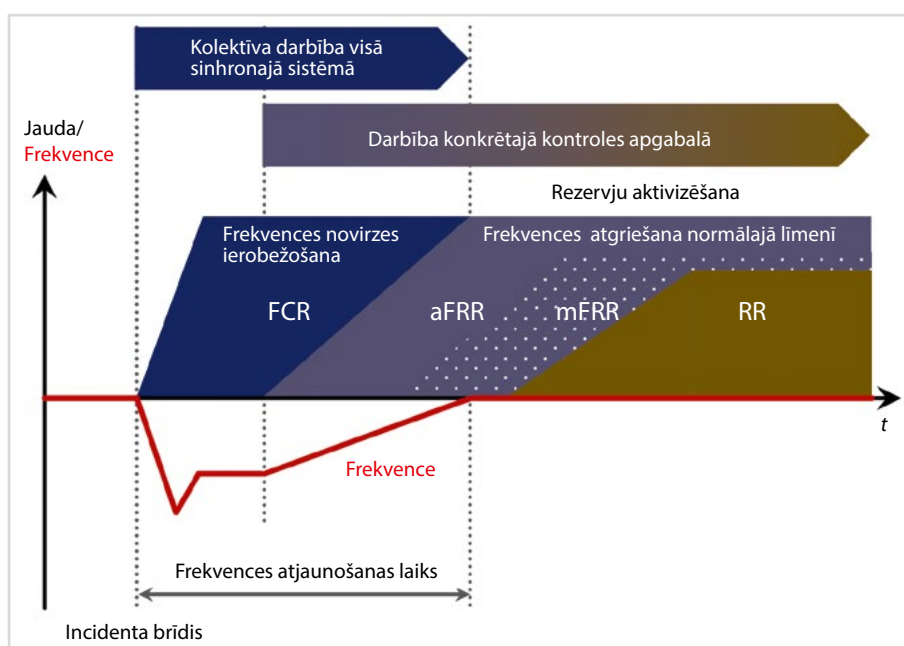 Kolektīva darbība visā
sinhronajā sistēmā
Darbība konkrētajā kontroles apgabalā
Jauda/
Frekvence
Rezervju aktivizēšana
Frekvences novirzes
ierobežošana
Frekvences atgriešana normālajā līmenī
FCR
aFRR
mFRR
RR
t
Frekvence
Frekvences atjaunošanas laiks
Incidenta brīdis